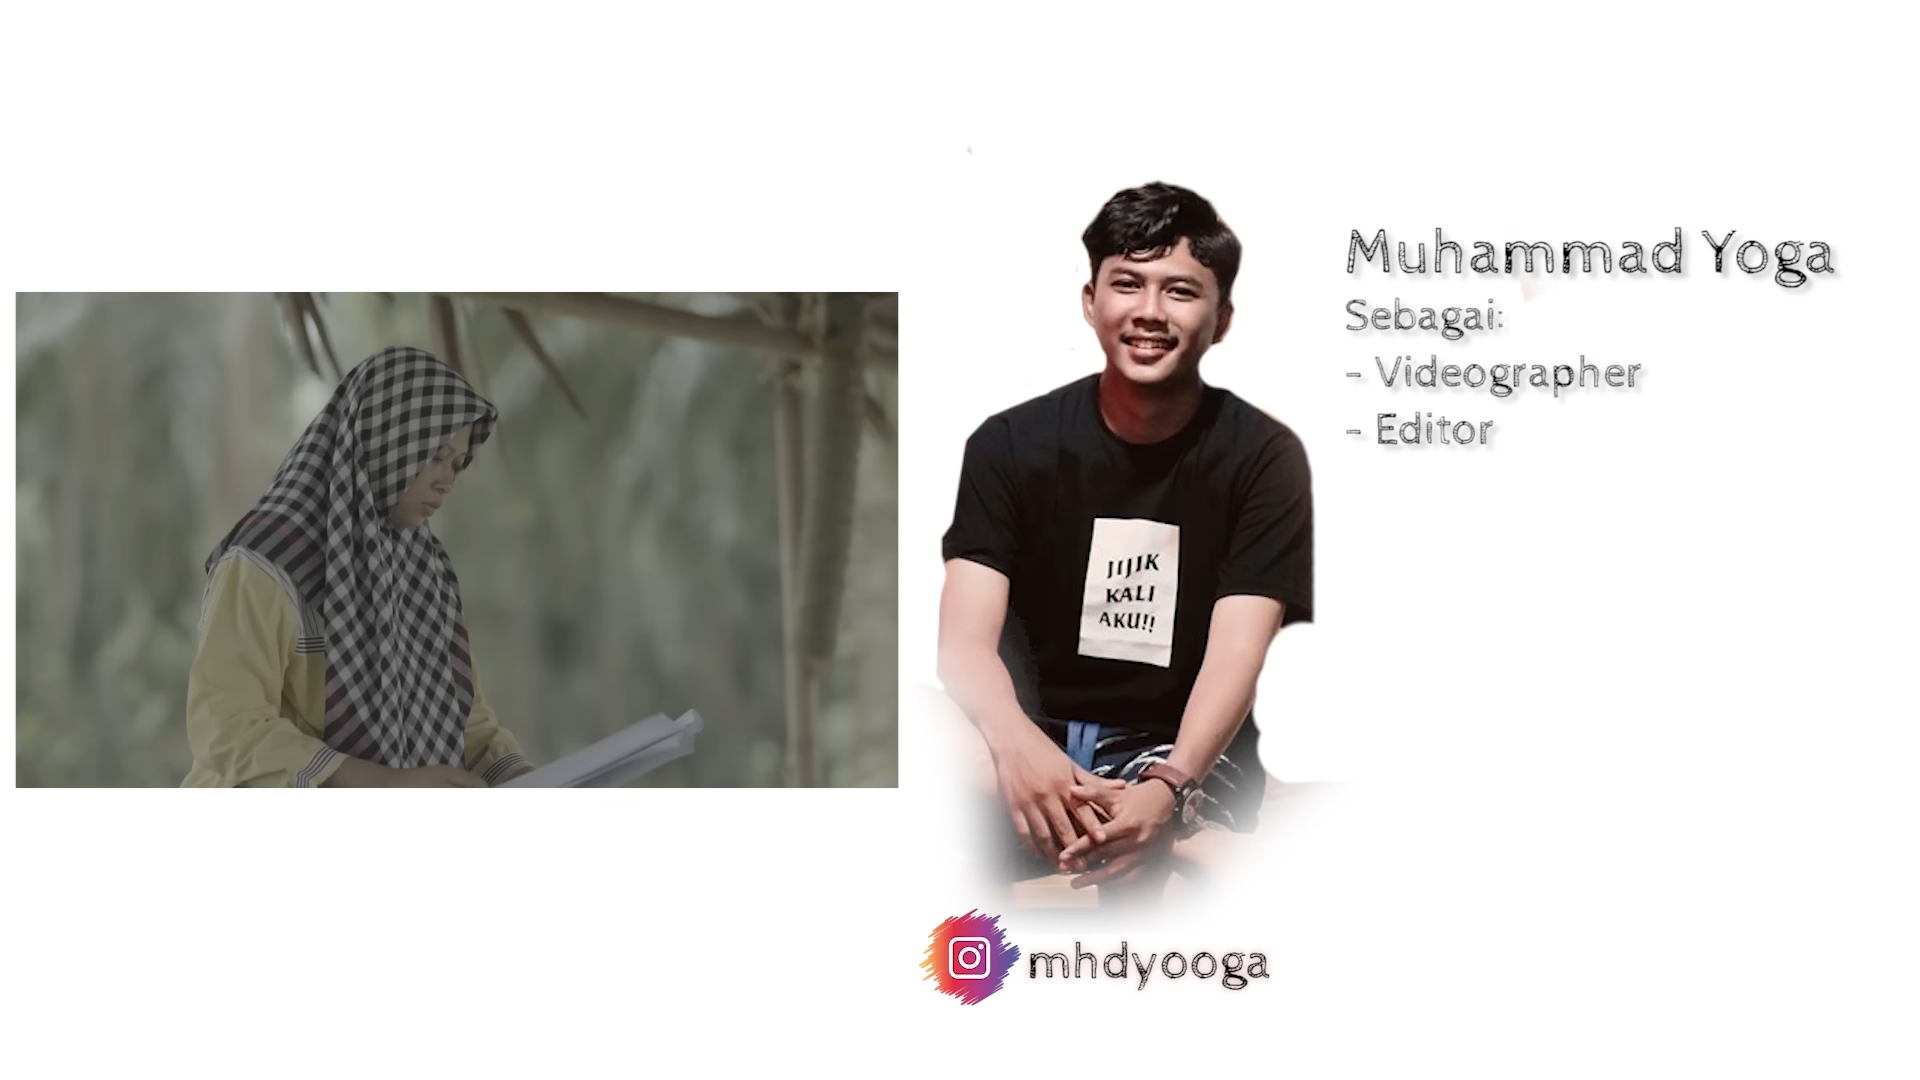 Muhammad Yoga
Sebagai:
- Videographer
- Editor
JIJIK
KALI
AKU!!
mhdyooga